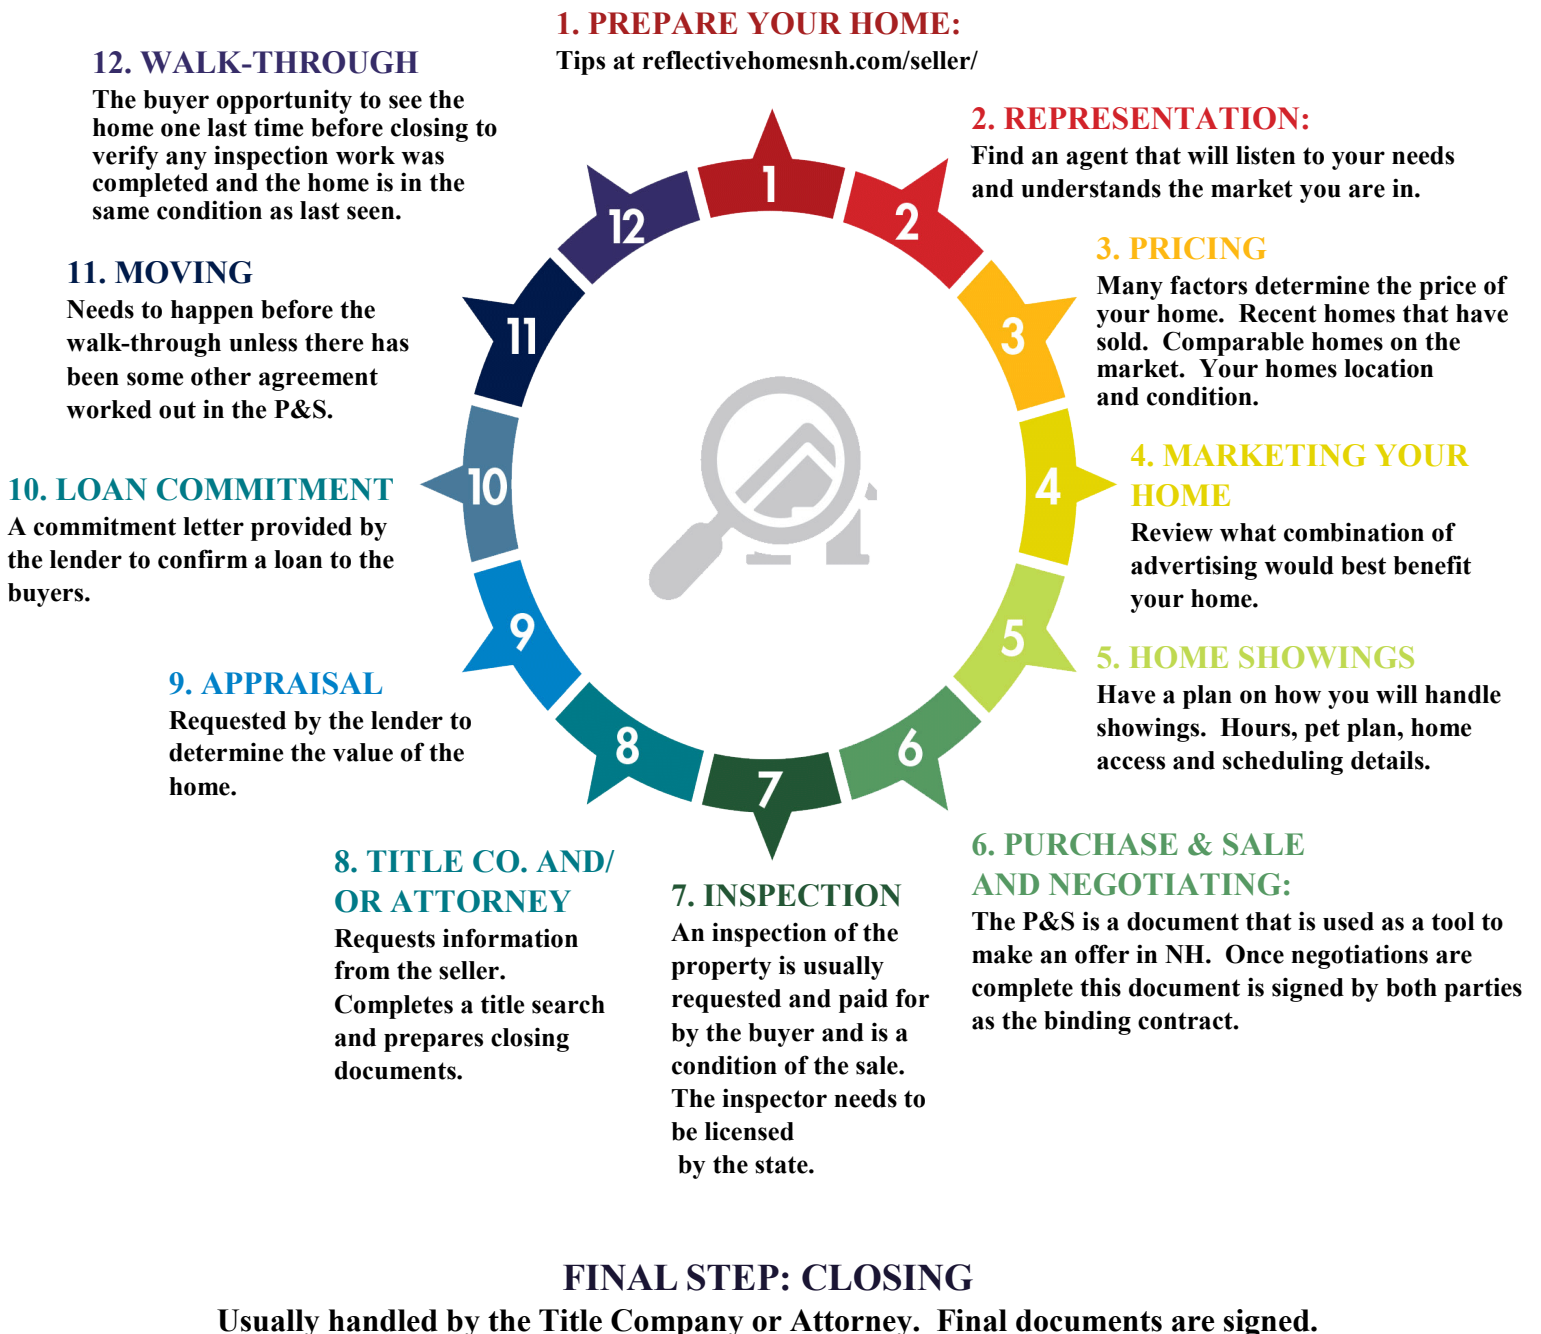 1. PREPARE YOUR HOME:
Tips at reflectivehomesnh.com/seller/
2. REPRESENTATION:
Find an agent that will listen to your needs
and understands the market you are in.
3. PRICING
Many factors determine the price of
your home.  Recent homes that have
sold.  Comparable homes on the
market.  Your homes location
and condition.
4. MARKETING YOUR
HOME
Review what combination of
advertising would best benefit
your home.
5. HOME SHOWINGS
Have a plan on how you will handle
showings.  Hours, pet plan, home
access and scheduling details.
6. PURCHASE & SALE
AND NEGOTIATING:
The P&S is a document that is used as a tool to
make an offer in NH.  Once negotiations are
complete this document is signed by both parties
as the binding contract.
7. INSPECTION
An inspection of the
property is usually
requested and paid for
by the buyer and is a
condition of the sale.
The inspector needs to
be licensed
by the state.
8. TITLE CO. AND/
OR ATTORNEY
Requests information
from the seller.
Completes a title search
and prepares closing
documents.
9. APPRAISAL
Requested by the lender to
determine the value of the
home.
10. LOAN COMMITMENT
A commitment letter provided by
the lender to confirm a loan to the
buyers.
11. MOVING
Needs to happen before the
walk-through unless there has
been some other agreement
worked out in the P&S.
12. WALK-THROUGH
The buyer opportunity to see the
home one last time before closing to
verify any inspection work was
completed and the home is in the
same condition as last seen.
1
2
3
4
5
6
7
8
9
10
11
12
FINAL STEP: CLOSING
Usually handled by the Title Company or Attorney.  Final documents are signed.